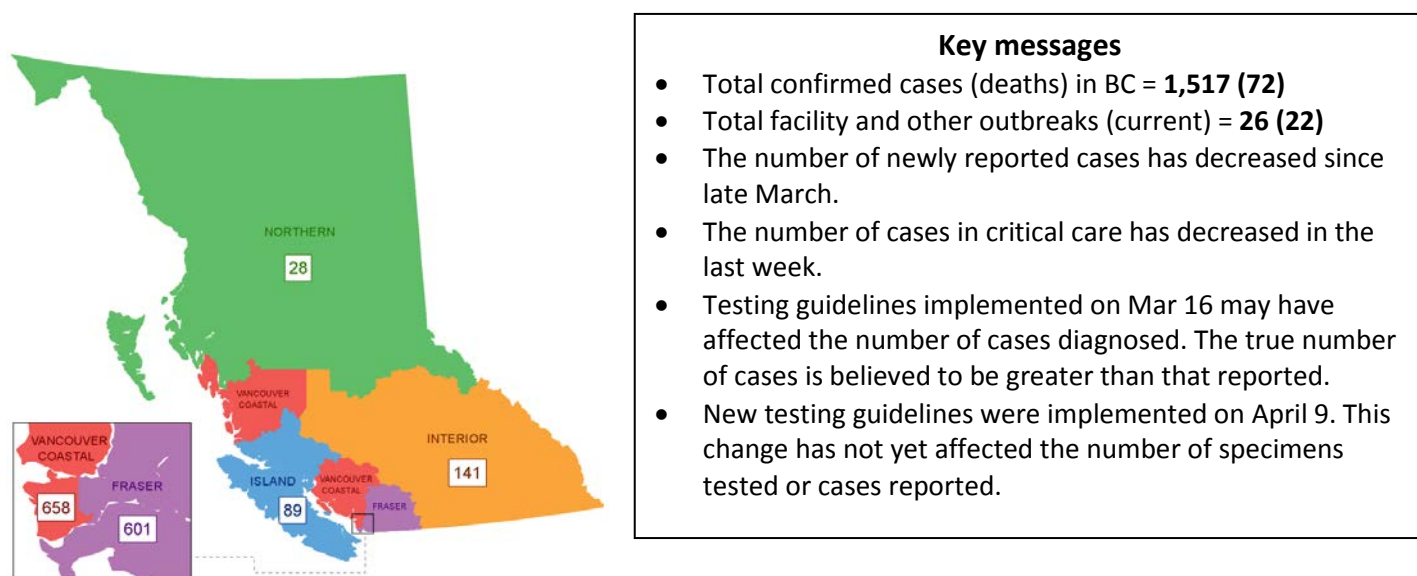 NORTHERN
28
VANCOUVER
COASTAL
INTERIOR
141
ISLAND
89
VANCOUVER
COASTAL
FRASER
VANCOUVER
COASTAL
FRASER
658
601
Key messages
• Total confirmed cases (deaths) in BC = 1,517 (72)
• Total facility and other outbreaks (current) = 26 (22)
• The number of newly reported cases has decreased since
late March.
• The number of cases in critical care has decreased in the
last week.
• Testing guidelines implemented on Mar 16 may have
affected the number of cases diagnosed. The true number
of cases is believed to be greater than that reported.
• New testing guidelines were implemented on April 9. This
change has not yet affected the number of specimens
tested or cases reported.